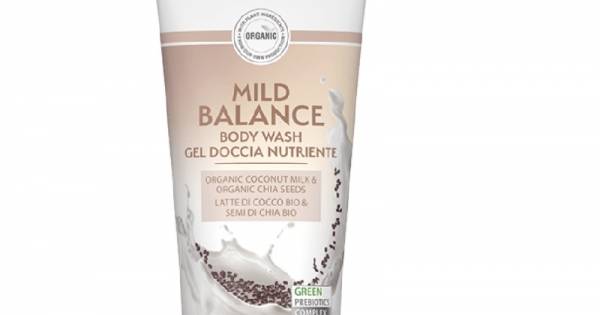 ORGANIC
MILD
BALANCE
BODY WASH
GEL DOCCIA NUTRIENTE
ORGANIC COCONUT MILK &
ORGANIC CHIA SEEDS
LATTE DI COCCO BIO &
SEMI DI CHIA BIO
GREEN
PREBIOTICS
COMPLEX